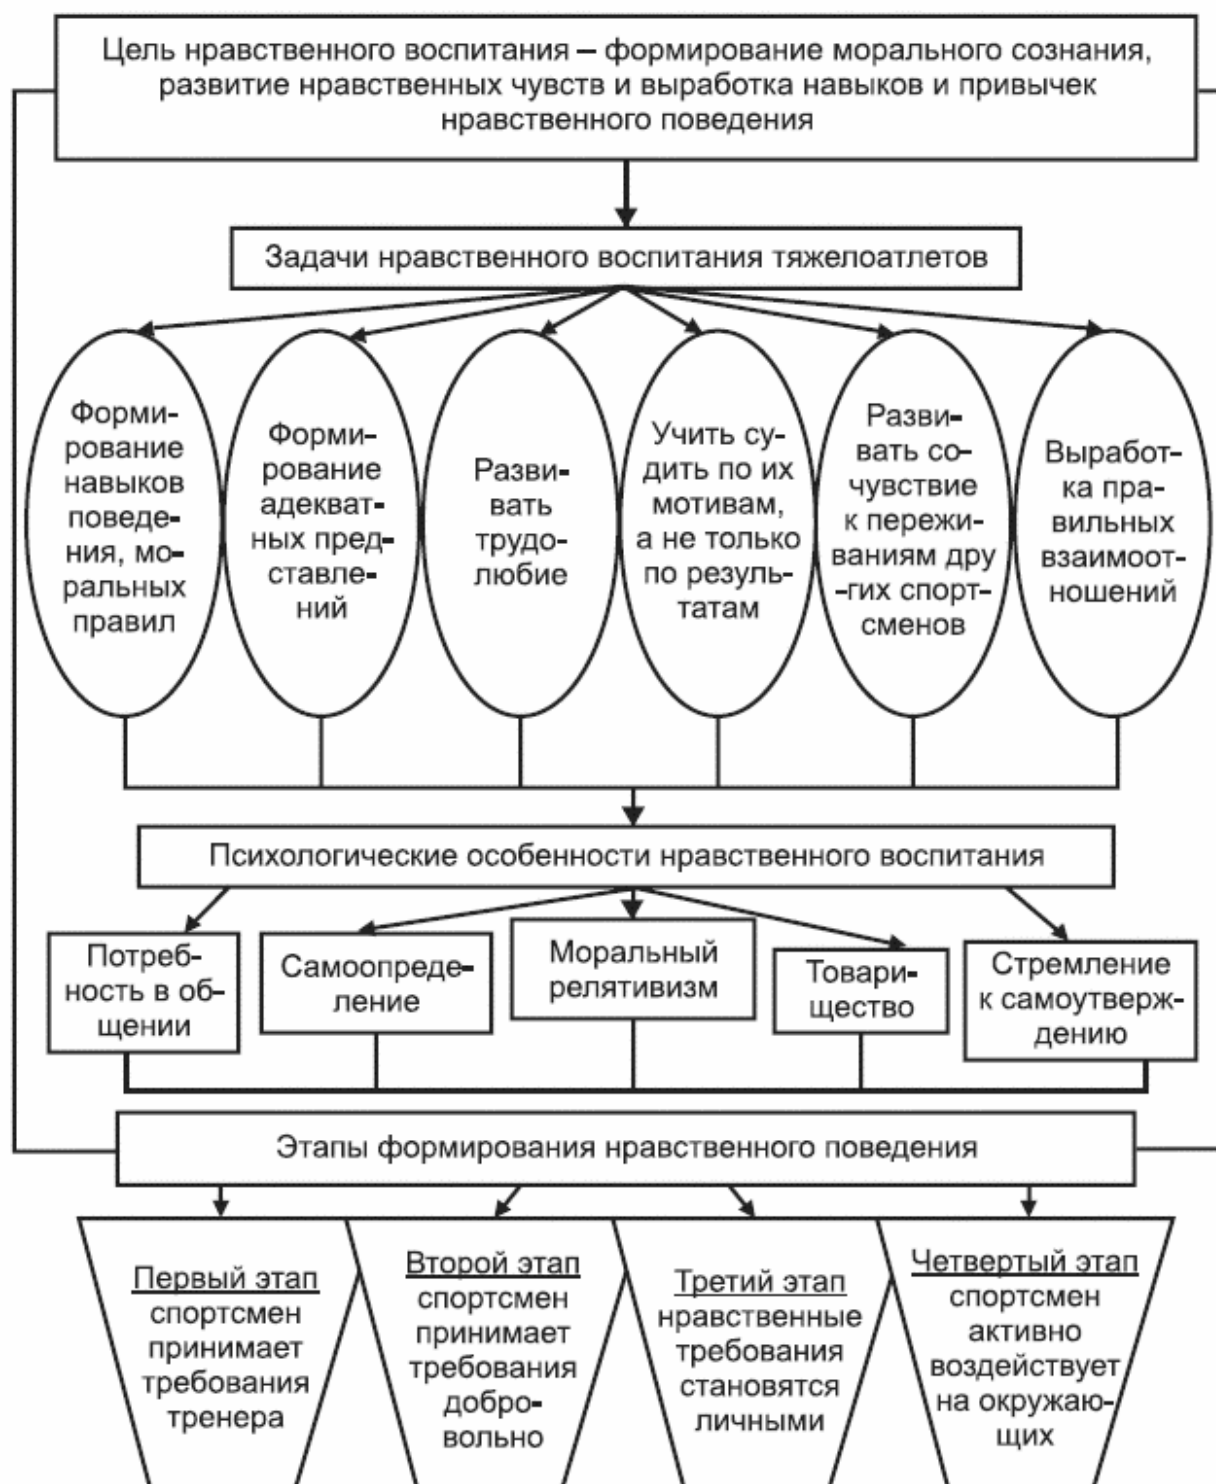 Цель нравственного воспитания – формирование морального сознания,
развитие нравственных чувств и выработка навыков и привычек
нравственного поведения
Задачи нравственного воспитания тяжелоатлетов
Форми-
рование
навыков
поведе-
ния, мо-
ральных
правил
Форми-
рование
адекват-
ных пред-
ставле-
ний
Разви-
вать
трудо-
любие
Учить су-
дить по их
мотивам,
а не только
по резуль-
татам
Разви-
вать со-
чувствие
к пережи-
ваниям дру
-гих спорт-
сменов
Выработ-
ка пра-
вильных
взаимоот-
ношений
Психологические особенности нравственного воспитания
Потреб-
ность в об-
щении
Самоопреде-
ление
Моральный
релятивизм
Товари-
щество
Стремление
к самоутверж-
дению
Этапы формирования нравственного поведения
Первый этап
спортсмен
принимает
требования
тренера
Второй этап
спортсмен
принимает
требования
добро-
вольно
Третий этап
нравственные
требования
становятся
личными
Четвертый этап
спортсмен
активно
воздействует
на окружаю-
щих